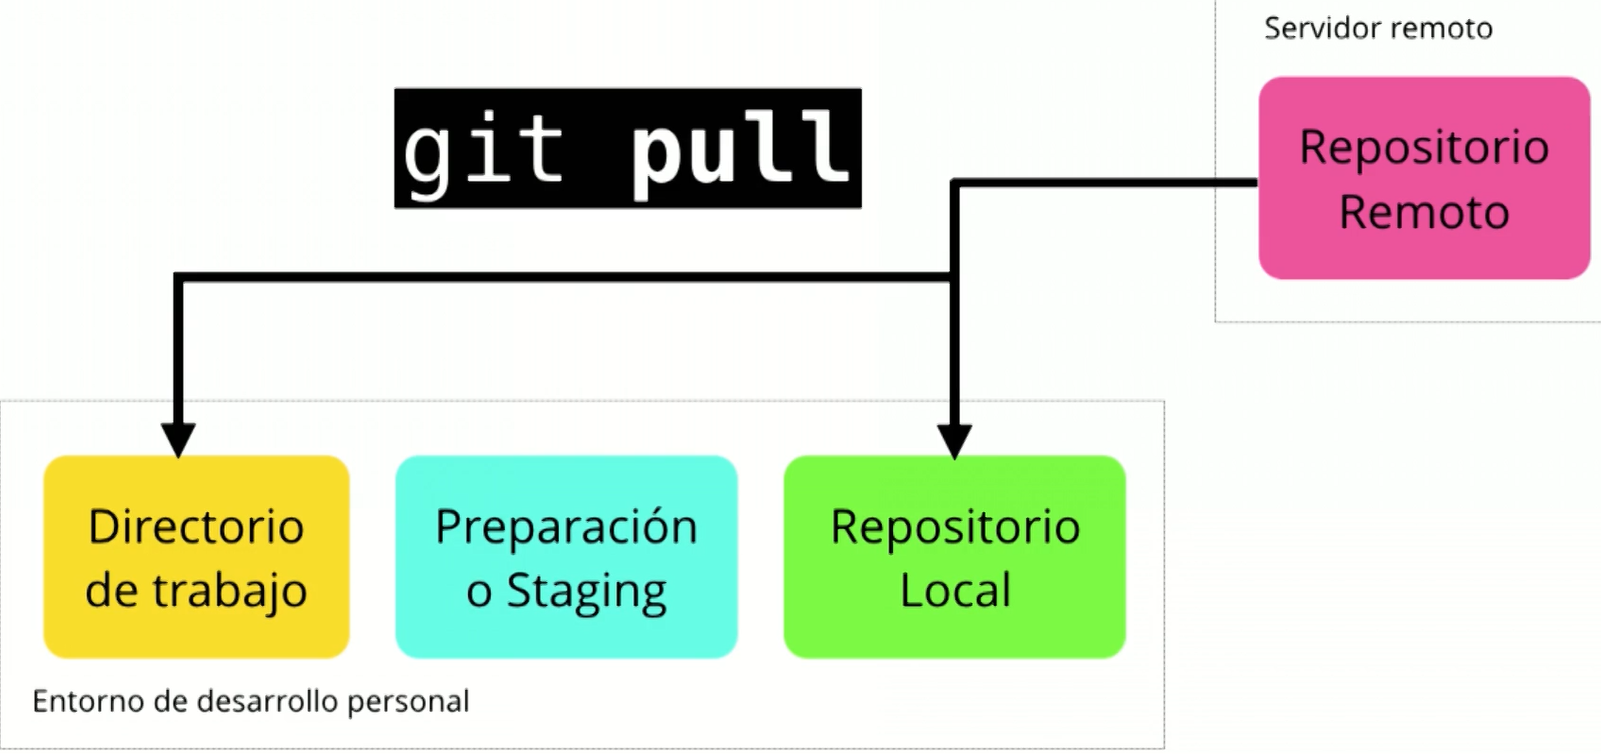 Servidor remoto
git pull
Repositorio
Remoto
Directorio
de trabajo
Preparación
o Staging
Repositorio
Local
Entorno de desarrollo personal